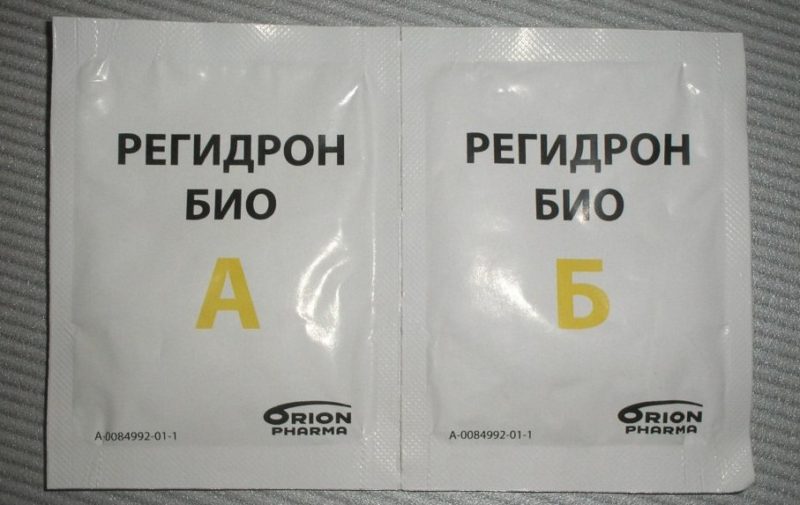 РЕГИДРОН
БИО
А
ORION
PHARMA
A-0084992-01-1
РЕГИДРОН
БИО
Б
ORION
PHARMA
A-0084992-01-1